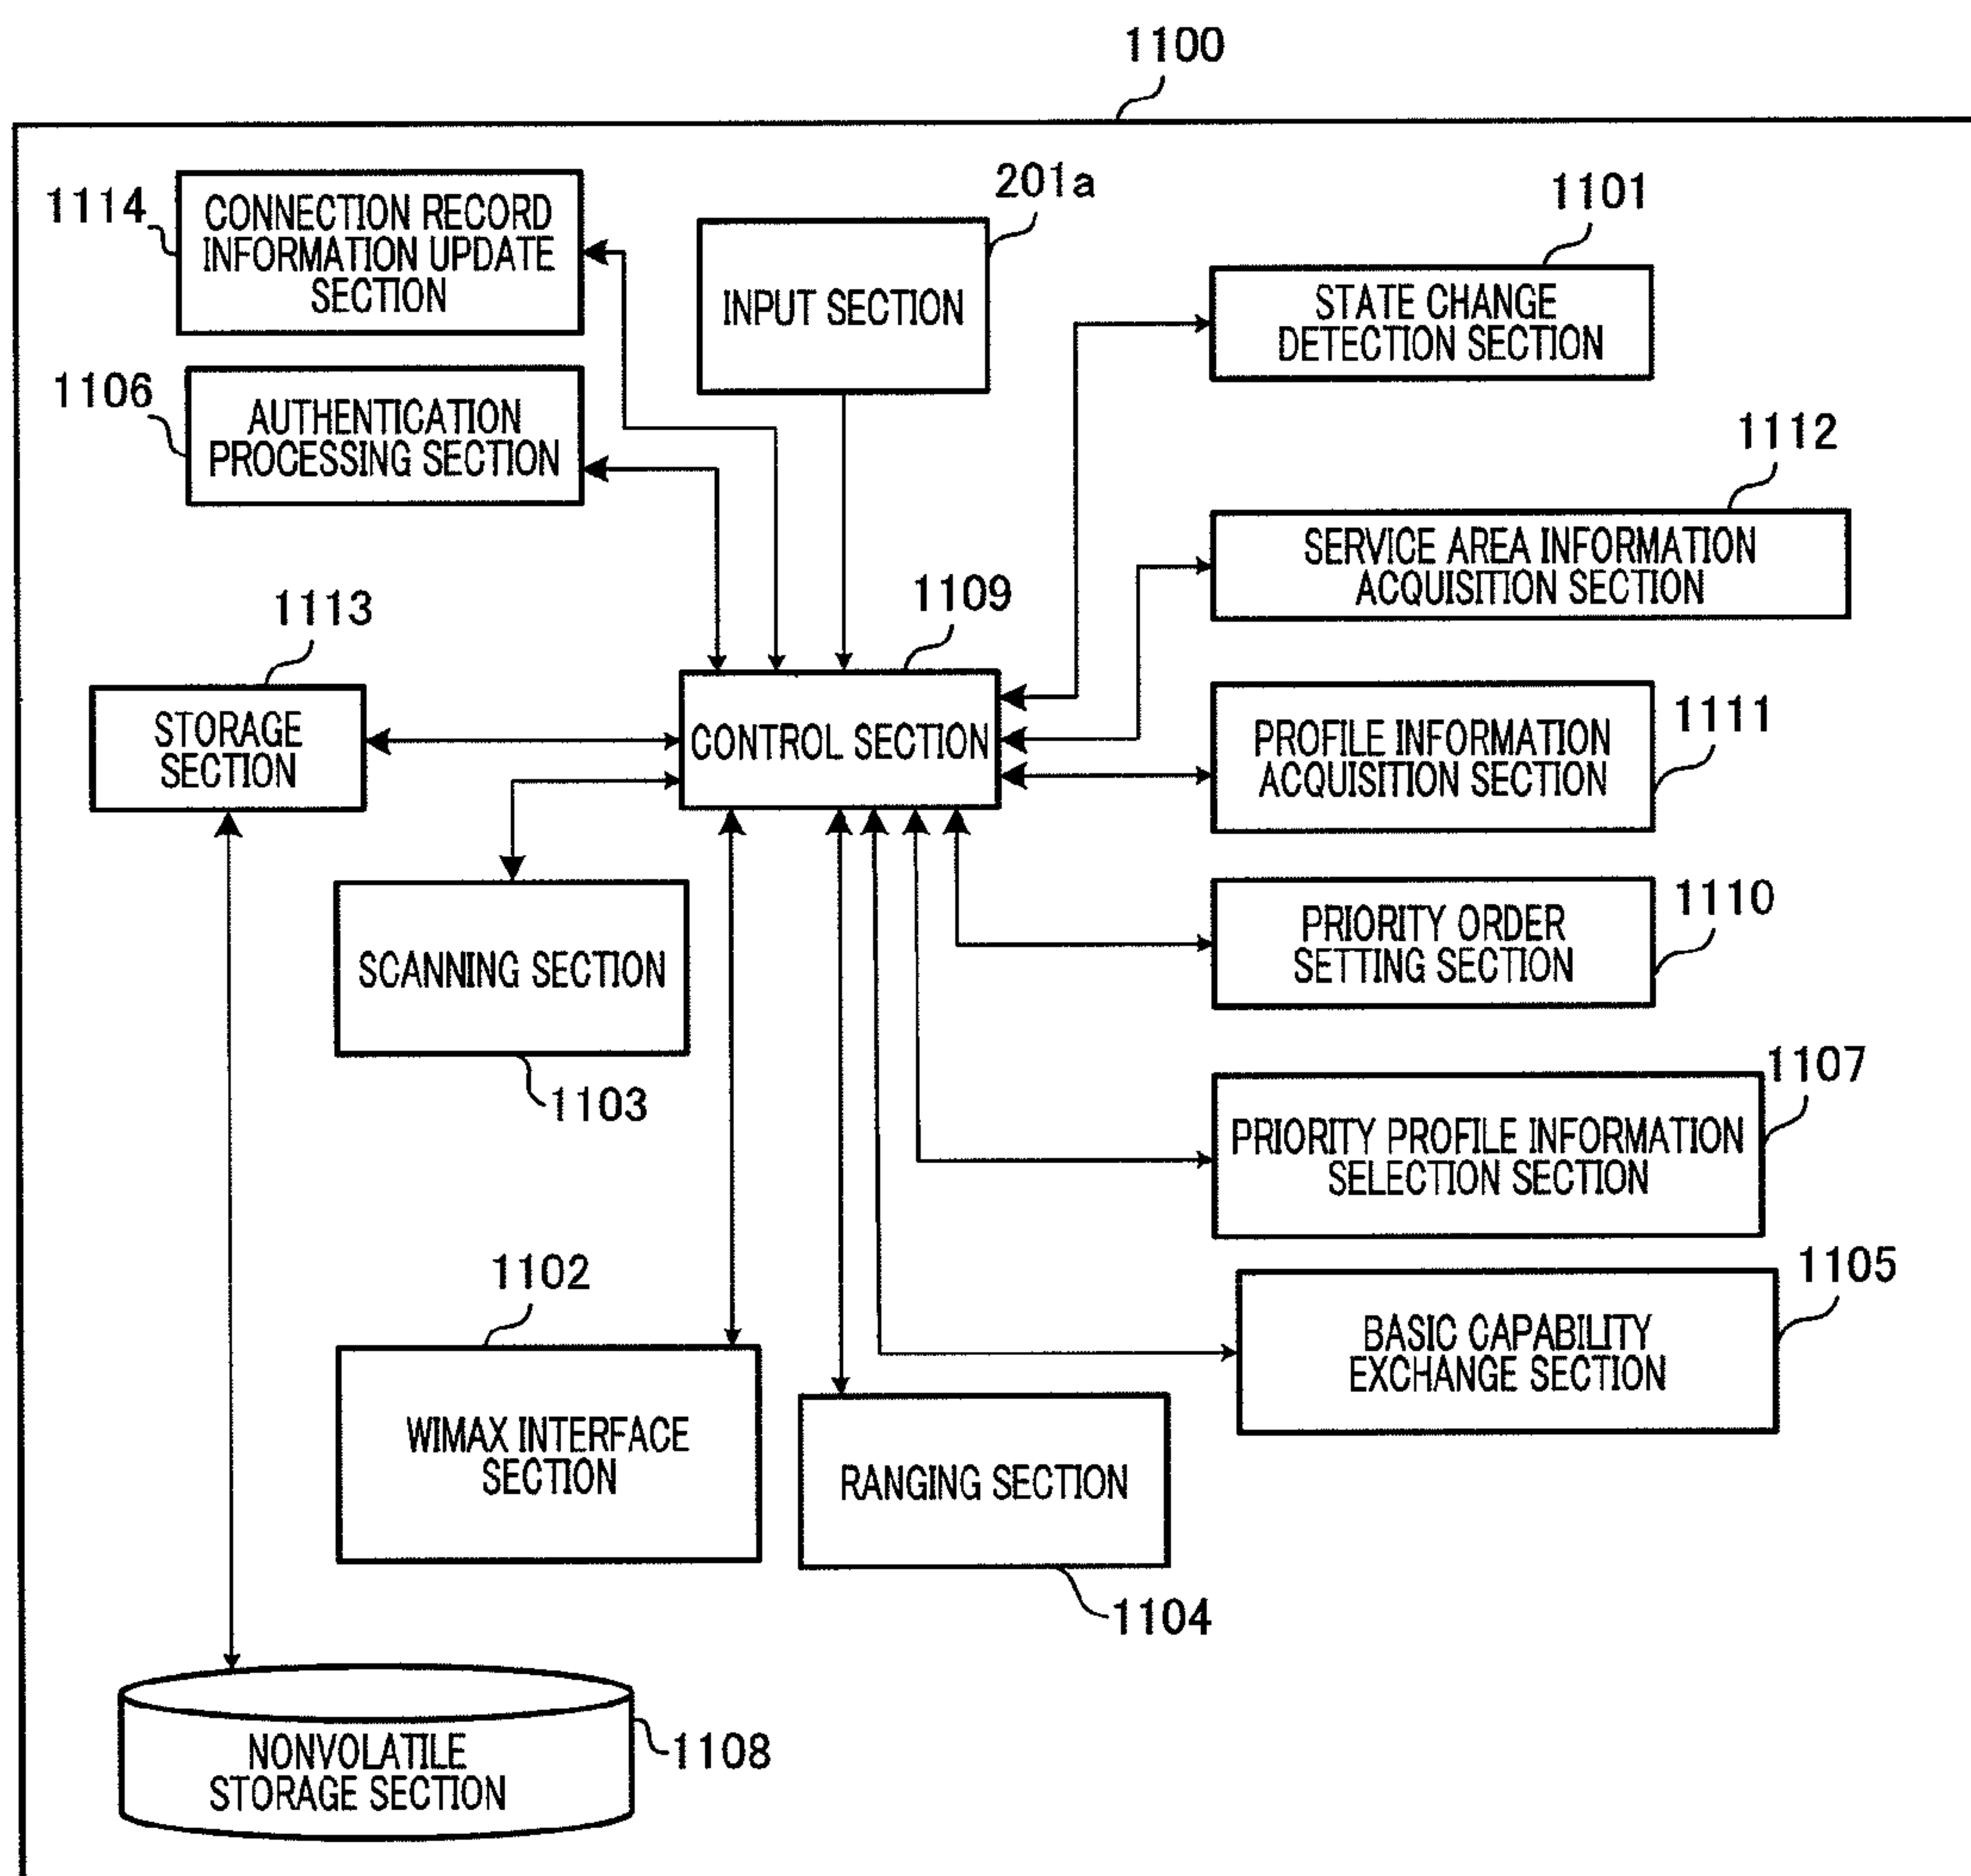 1100
1114
CONNECTION RECORD
INFORMATION UPDATE
SECTION
201a
INPUT SECTION
1101
STATE CHANGE
DETECTION SECTION
1106
AUTHENTICATION
PROCESSING SECTION
1112
SERVICE AREA INFORMATION
ACQUISITION SECTION
1113
STORAGE
SECTION
1109
CONTROL SECTION
1111
PROFILE INFORMATION
ACQUISITION SECTION
SCANNING SECTION
1103
1110
PRIORITY ORDER
SETTING SECTION
1107
PRIORITY PROFILE INFORMATION
SELECTION SECTION
1102
WIMAX INTERFACE
SECTION
RANGING SECTION
1104
1105
BASIC CAPABILITY
EXCHANGE SECTION
NONVOLATILE
STORAGE SECTION
1108